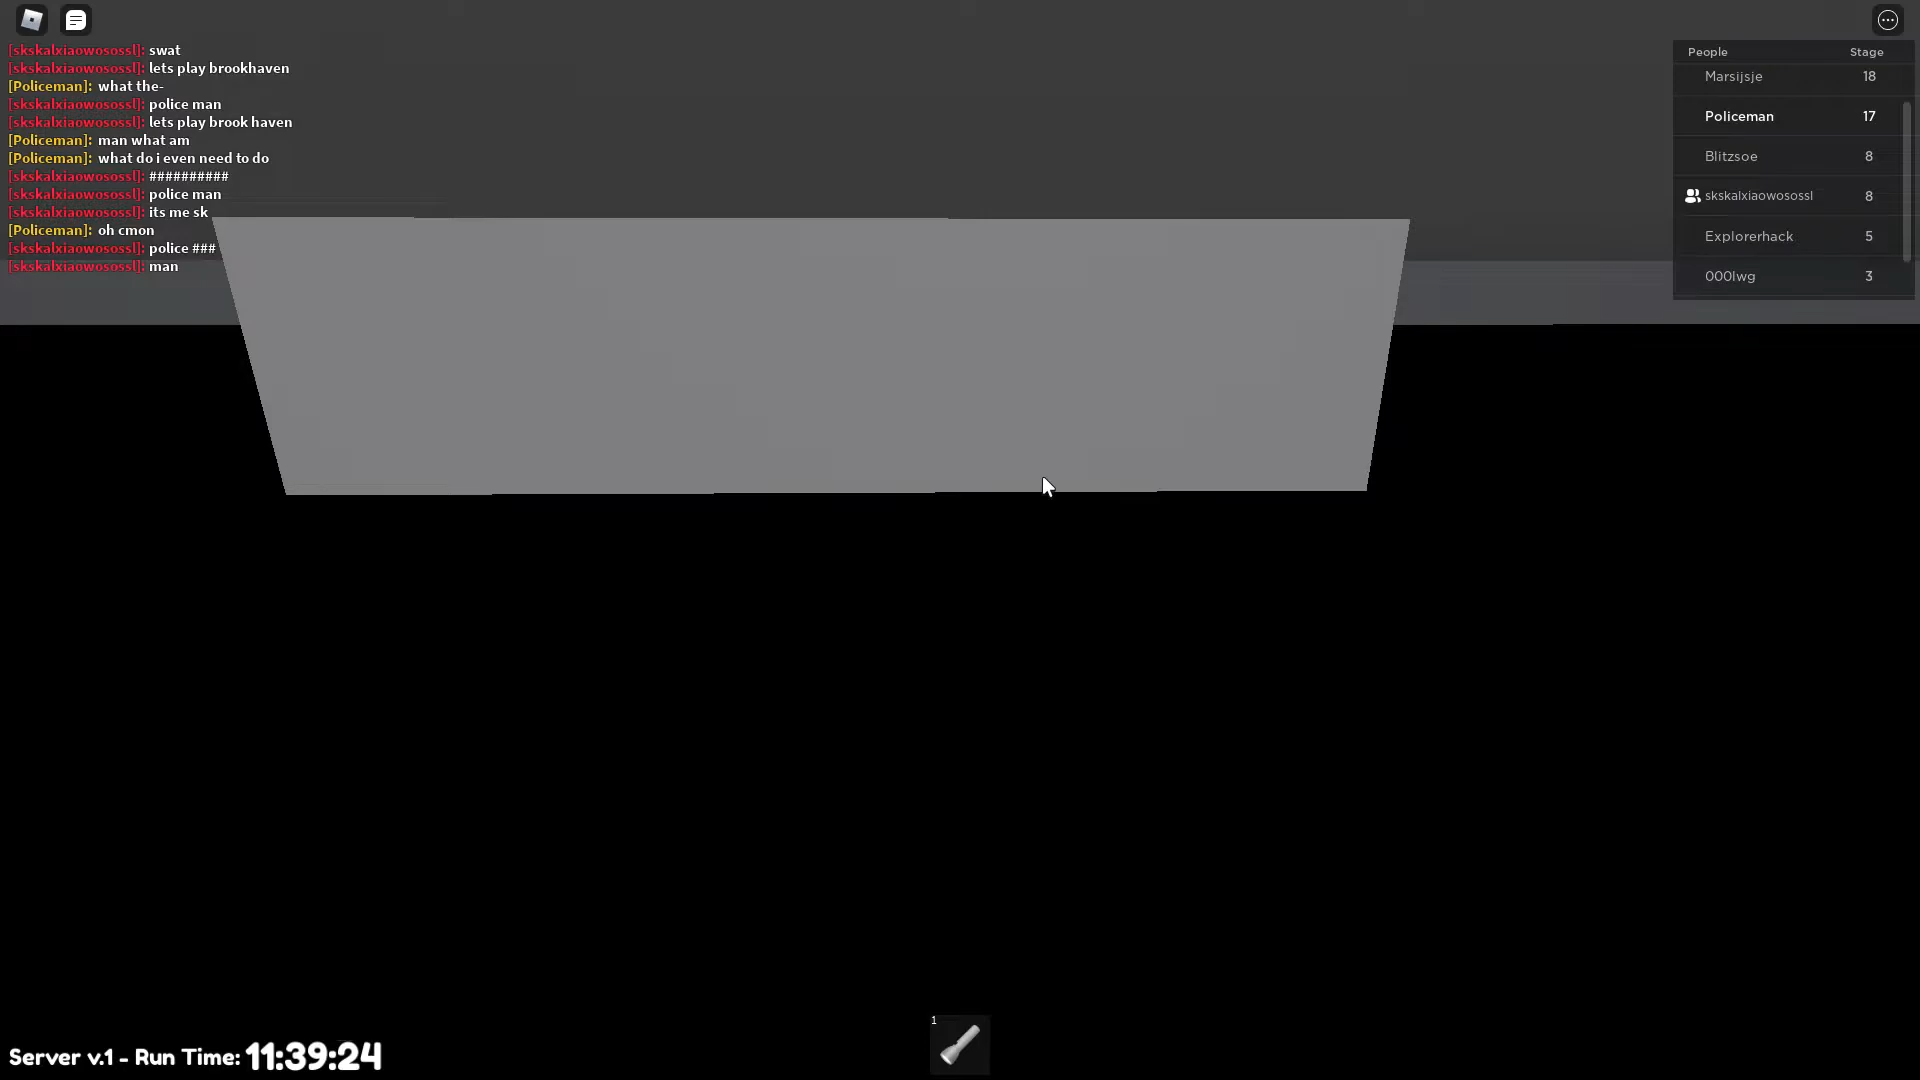 [skskalxiaowosossl]: swat
[skskalxiaowosossl]: lets play brookhaven
[Policeman]: what the-
[skskalxiaowosossl]: police man
[skskalxiaowosossl]: lets play brook haven
[Policeman]: man what am
[Policeman]: what do i even need to do
[skskalxiaowosossl]: ##########
[skskalxiaowosossl]: police man
[skskalxiaowosossl]: its me sk
[Policeman]: oh cmon
[skskalxiaowosossl]: police ###
[skskalxiaowosossl]: man
People Stage
Marsijsje 18
Policeman 17
Blitzsoe 8
skskalxiaowosossl 8
Explorerhack 5
000lwg 3
1
Server v.1 - Run Time: 11:39:24